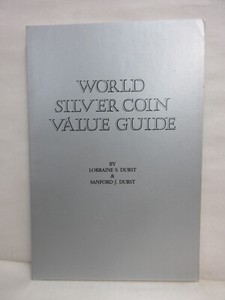 WORLD
SILVER COIN
VALUE GUIDE
BY
LORRAINE S. DURST
&
SANFORD J. DURST